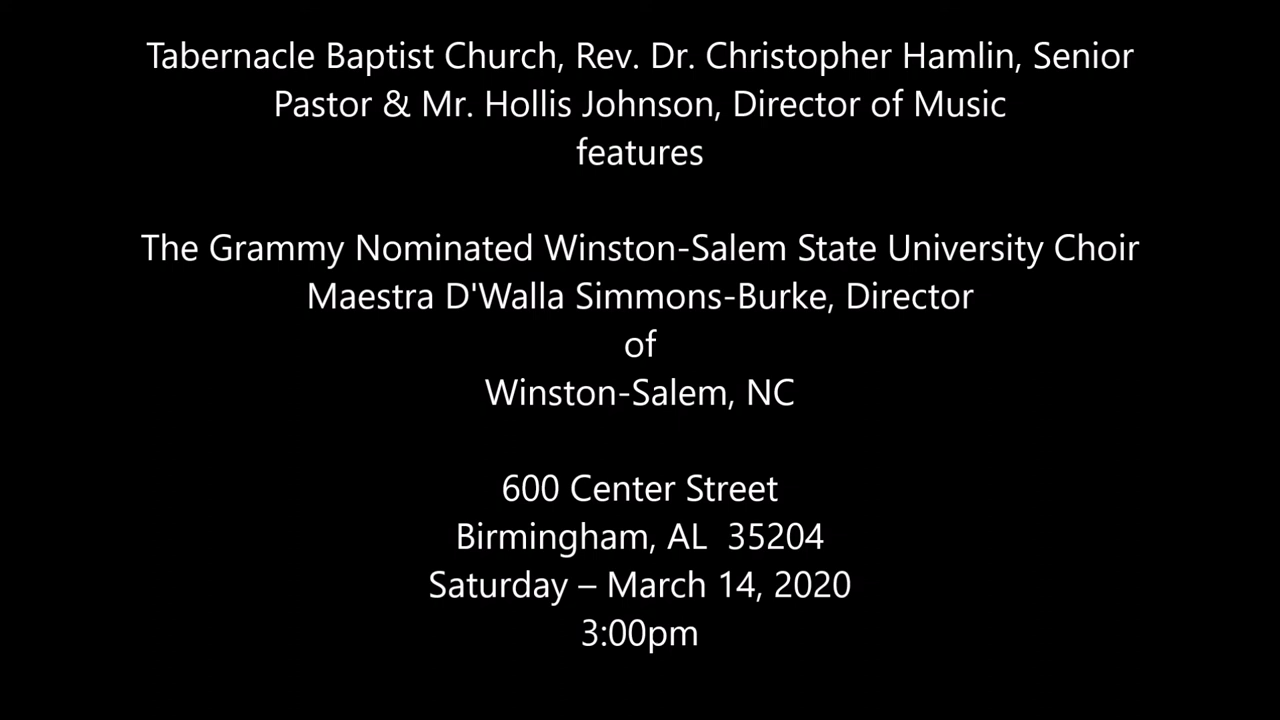 Tabernacle Baptist Church, Rev. Dr. Christopher Hamlin, Senior
Pastor & Mr. Hollis Johnson, Director of Music
features
The Grammy Nominated Winston-Salem State University Choir
Maestra D'Walla Simmons-Burke, Director
of
Winston-Salem, NC
600 Center Street
Birmingham, AL  35204
Saturday – March 14, 2020
3:00pm